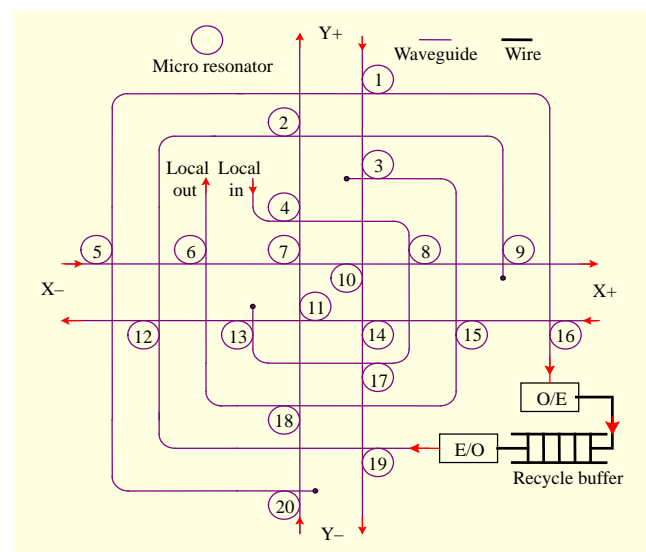 Y+
Micro resonator
Waveguide
Wire
1
2
3
Local out
Local in
4
5
6
7
8
9
10
X–
X+
11
12
13
14
15
16
17
O/E
18
19
E/O
Recycle buffer
20
Y–